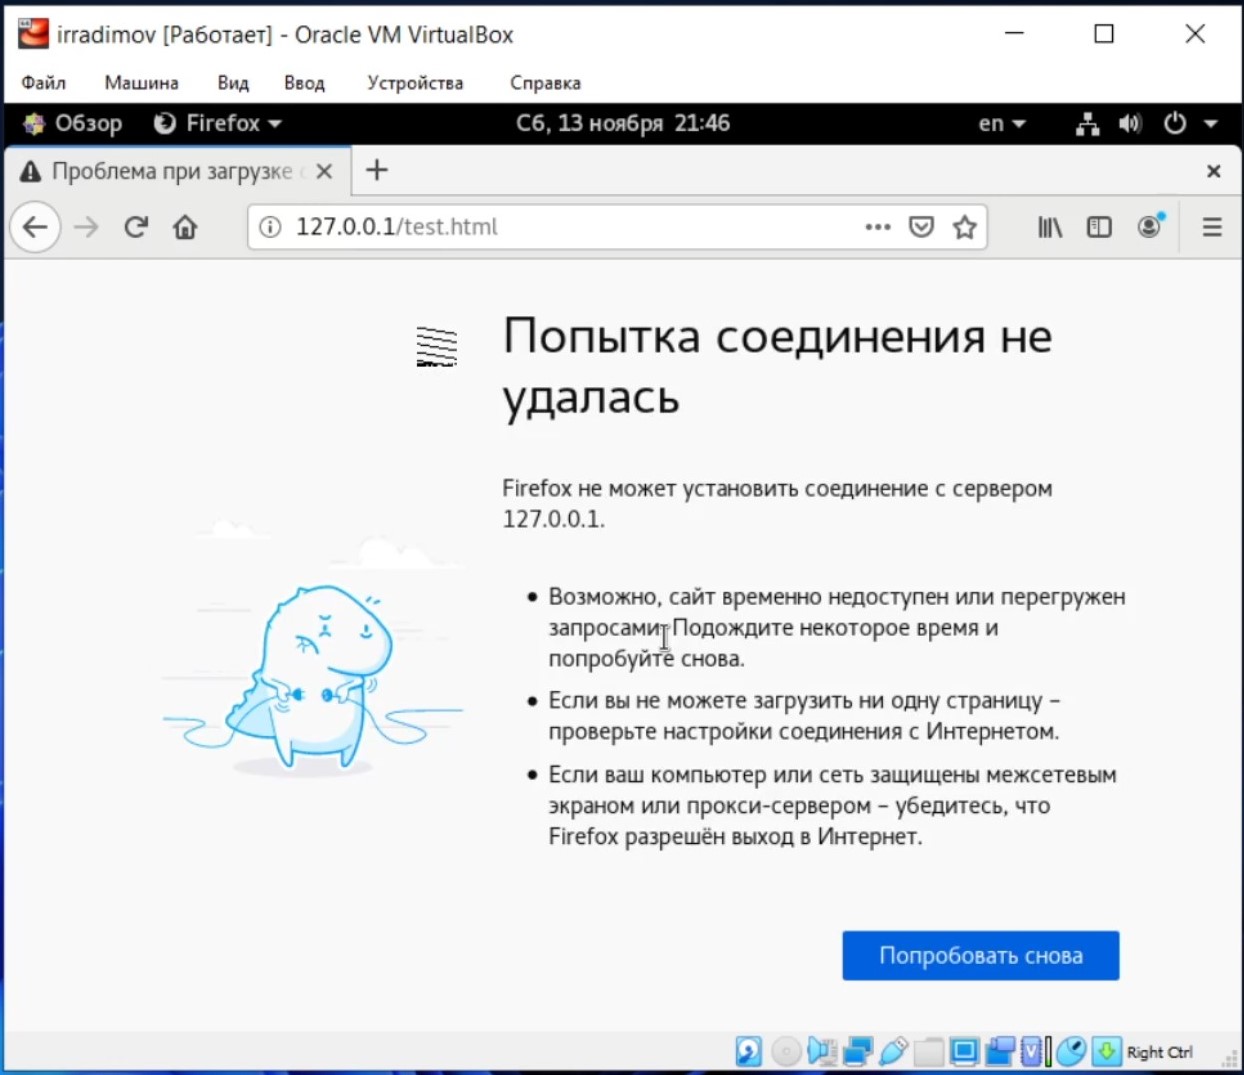 irradimov [Работает] - Oracle VM VirtualBox
Файл Машина Вид Ввод Устройства Справка
Обзор Firefox Сб, 13 ноября 21:46 en
Проблема при загрузке
127.0.0.1/test.html
Попытка соединения не
удалась
Firefox не может установить соединение с сервером
127.0.0.1.
Возможно, сайт временно недоступен или перегружен
запросами. Подождите некоторое время и
попробуйте снова.
Если вы не можете загрузить ни одну страницу –
проверьте настройки соединения с Интернетом.
Если ваш компьютер или сеть защищены межсетевым
экраном или прокси-сервером – убедитесь, что
Firefox разрешён выход в Интернет.
Попробовать снова
Right Ctrl